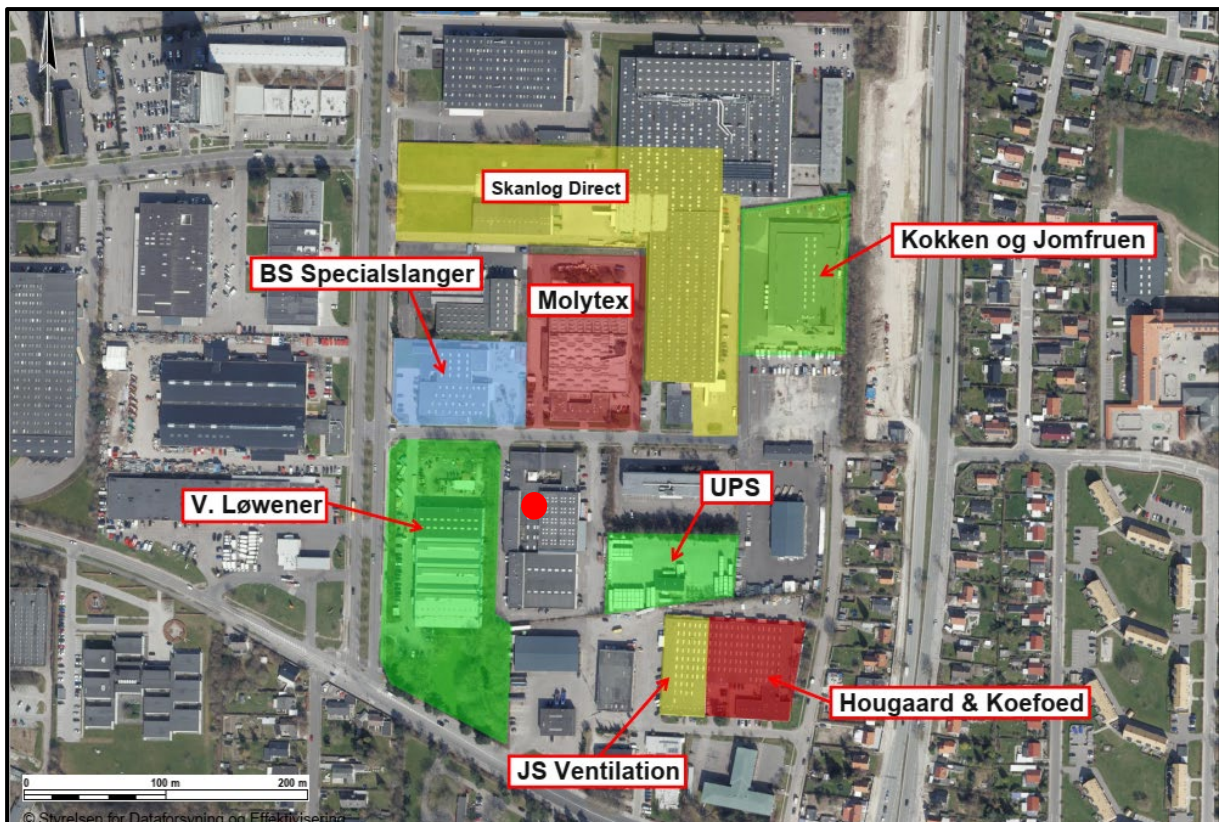 Skanlog Direct
Kokken og Jomfruen
BS Specialslanger
Molytex
UPS
V. Løwener
Hougaard & Koefoed
JS Ventilation
0 100 m 200 m
© Styrelsen for Dataforsyning og Effektivisering